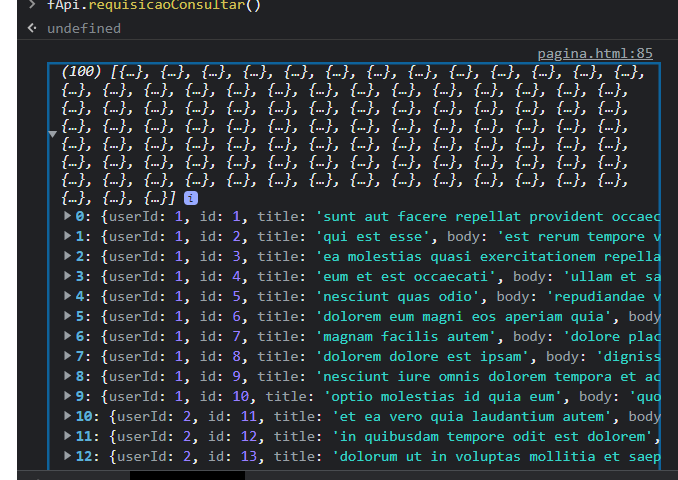 fApi.requisicaoConsultar()
undefined
pagina.html:85
(100) [{…}, {…}, {…}, {…}, {…}, {…}, {…}, {…}, {…}, {…}, {…}, {…}, {…},
{…}, {…}, {…}, {…}, {…}, {…}, {…}, {…}, {…}, {…}, {…}, {…}, {…}, {…},
{…}, {…}, {…}, {…}, {…}, {…}, {…}, {…}, {…}, {…}, {…}, {…}, {…}, {…},
{…}, {…}, {…}, {…}, {…}, {…}, {…}, {…}, {…}, {…}, {…}, {…}, {…}, {…},
{…}, {…}, {…}, {…}, {…}, {…}, {…}, {…}, {…}, {…}, {…}, {…}, {…}, {…},
{…}, {…}, {…}, {…}, {…}, {…}, {…}, {…}, {…}, {…}, {…}, {…}, {…}, {…},
{…}, {…}, {…}, {…}, {…}, {…}, {…}, {…}, {…}, {…}, {…}, {…}, {…}, {…},
{…}, {…}, {…}] i
0: {userId: 1, id: 1, title: 'sunt aut facere repellat provident occaec
1: {userId: 1, id: 2, title: 'qui est esse', body: 'est rerum tempore v
2: {userId: 1, id: 3, title: 'ea molestias quasi exercitationem repella
3: {userId: 1, id: 4, title: 'eum et est occaecati', body: 'ullam et sa
4: {userId: 1, id: 5, title: 'nesciunt quas odio', body: 'repudiandae v
5: {userId: 1, id: 6, title: 'dolorem eum magni eos aperiam quia', body
6: {userId: 1, id: 7, title: 'magnam facilis autem', body: 'dolore plac
7: {userId: 1, id: 8, title: 'dolorem dolore est ipsam', body: 'digniss
8: {userId: 1, id: 9, title: 'nesciunt iure omnis dolorem tempora et ac
9: {userId: 1, id: 10, title: 'optio molestias id quia eum', body: 'quo
10: {userId: 2, id: 11, title: 'et ea vero quia laudantium autem', body
11: {userId: 2, id: 12, title: 'in quibusdam tempore odit est dolorem',
12: {userId: 2, id: 13, title: 'dolorum ut in voluptas mollitia et saep